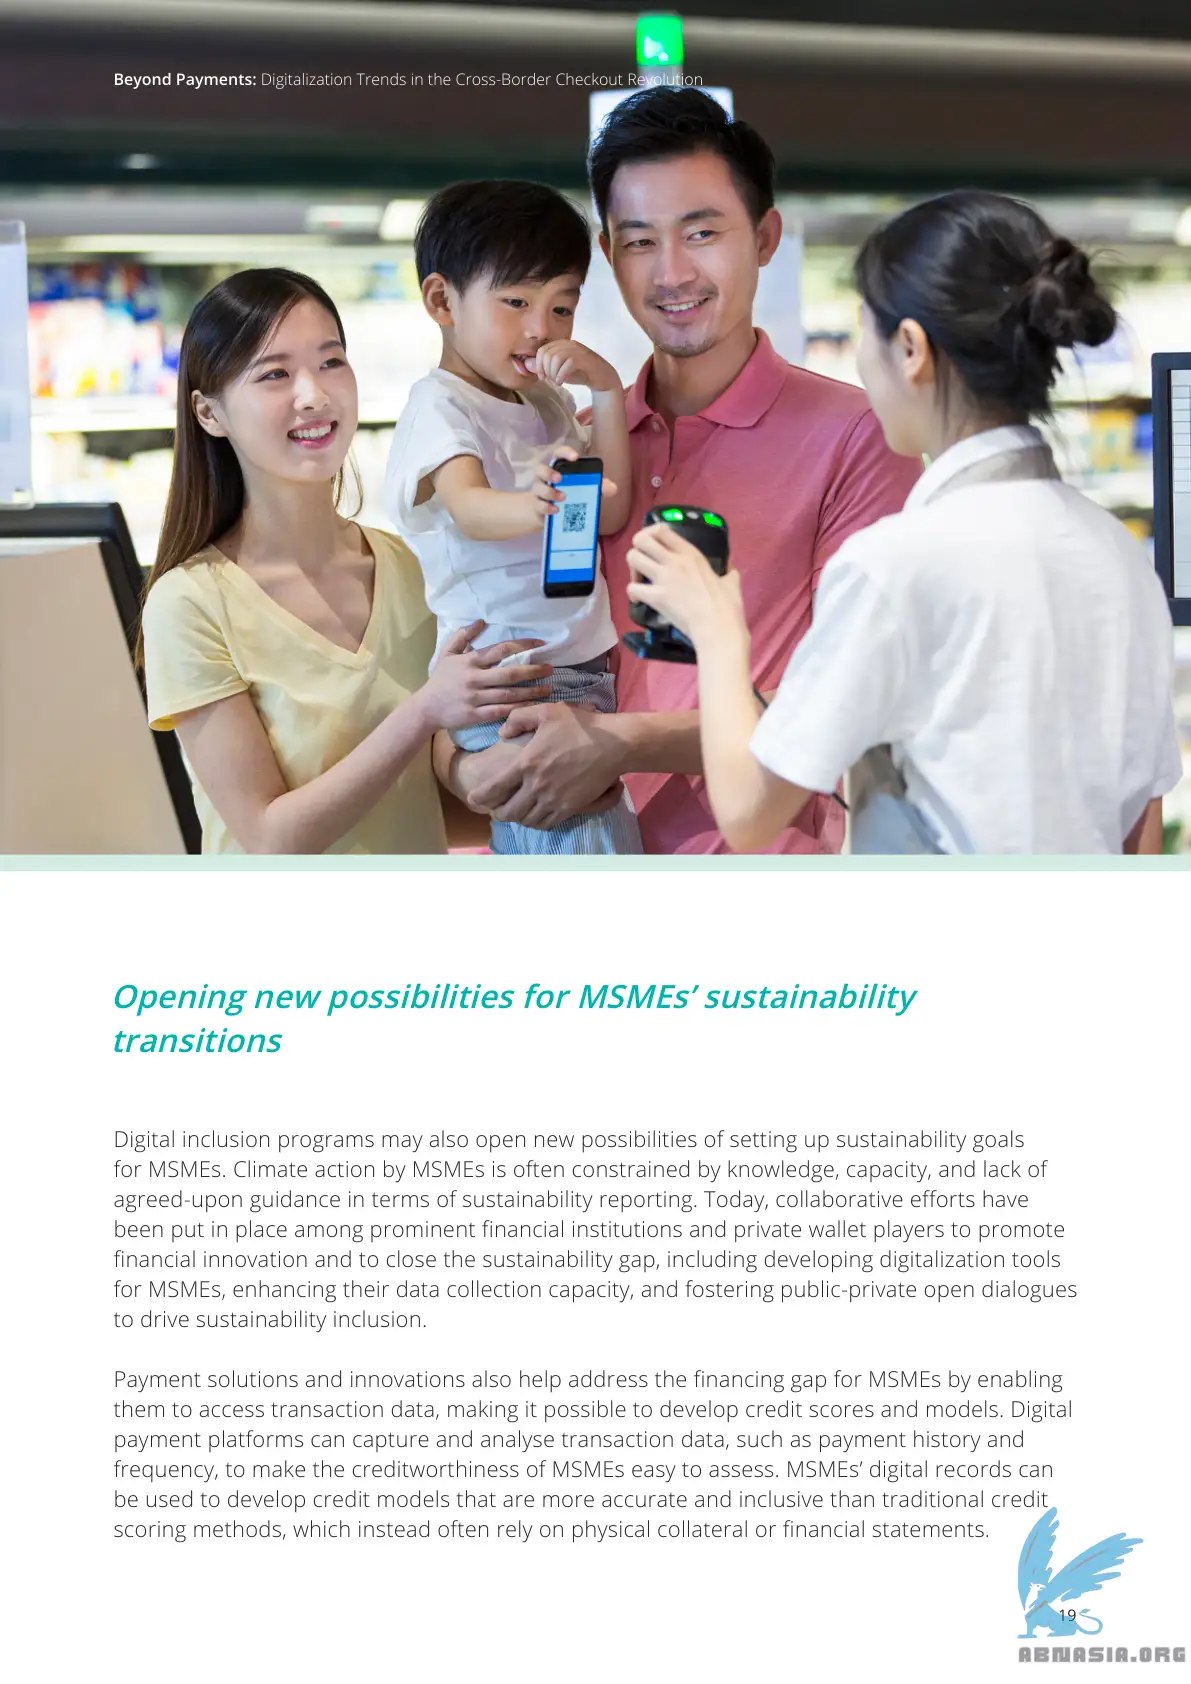 Beyond Payments: Digitalization Trends in the Cross-Border Checkout Revolution
Opening new possibilities for MSMEs’ sustainability
transitions
Digital inclusion programs may also open new possibilities of setting up sustainability goals
for MSMEs. Climate action by MSMEs is often constrained by knowledge, capacity, and lack of
agreed-upon guidance in terms of sustainability reporting. Today, collaborative efforts have
been put in place among prominent financial institutions and private wallet players to promote
financial innovation and to close the sustainability gap, including developing digitalization tools
for MSMEs, enhancing their data collection capacity, and fostering public-private open dialogues
to drive sustainability inclusion.
Payment solutions and innovations also help address the financing gap for MSMEs by enabling
them to access transaction data, making it possible to develop credit scores and models. Digital
payment platforms can capture and analyse transaction data, such as payment history and
frequency, to make the creditworthiness of MSMEs easy to assess. MSMEs’ digital records can
be used to develop credit models that are more accurate and inclusive than traditional credit
scoring methods, which instead often rely on physical collateral or financial statements.
19
ABNASIA.ORG